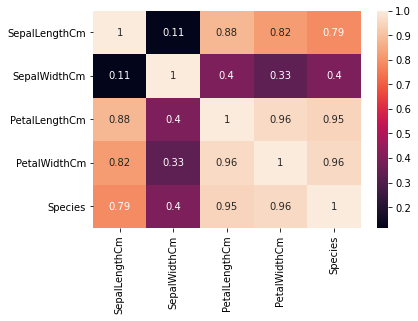 SepalLengthCm 1 0.11 0.88 0.82 0.79
SepalWidthCm 0.11 1 0.4 0.33 0.4
PetalLengthCm 0.88 0.4 1 0.96 0.95
PetalWidthCm 0.82 0.33 0.96 1 0.96
Species 0.79 0.4 0.95 0.96 1
SepalLengthCm
SepalWidthCm
PetalLengthCm
PetalWidthCm
Species
1.0
0.9
0.8
0.7
0.6
0.5
0.4
0.3
0.2